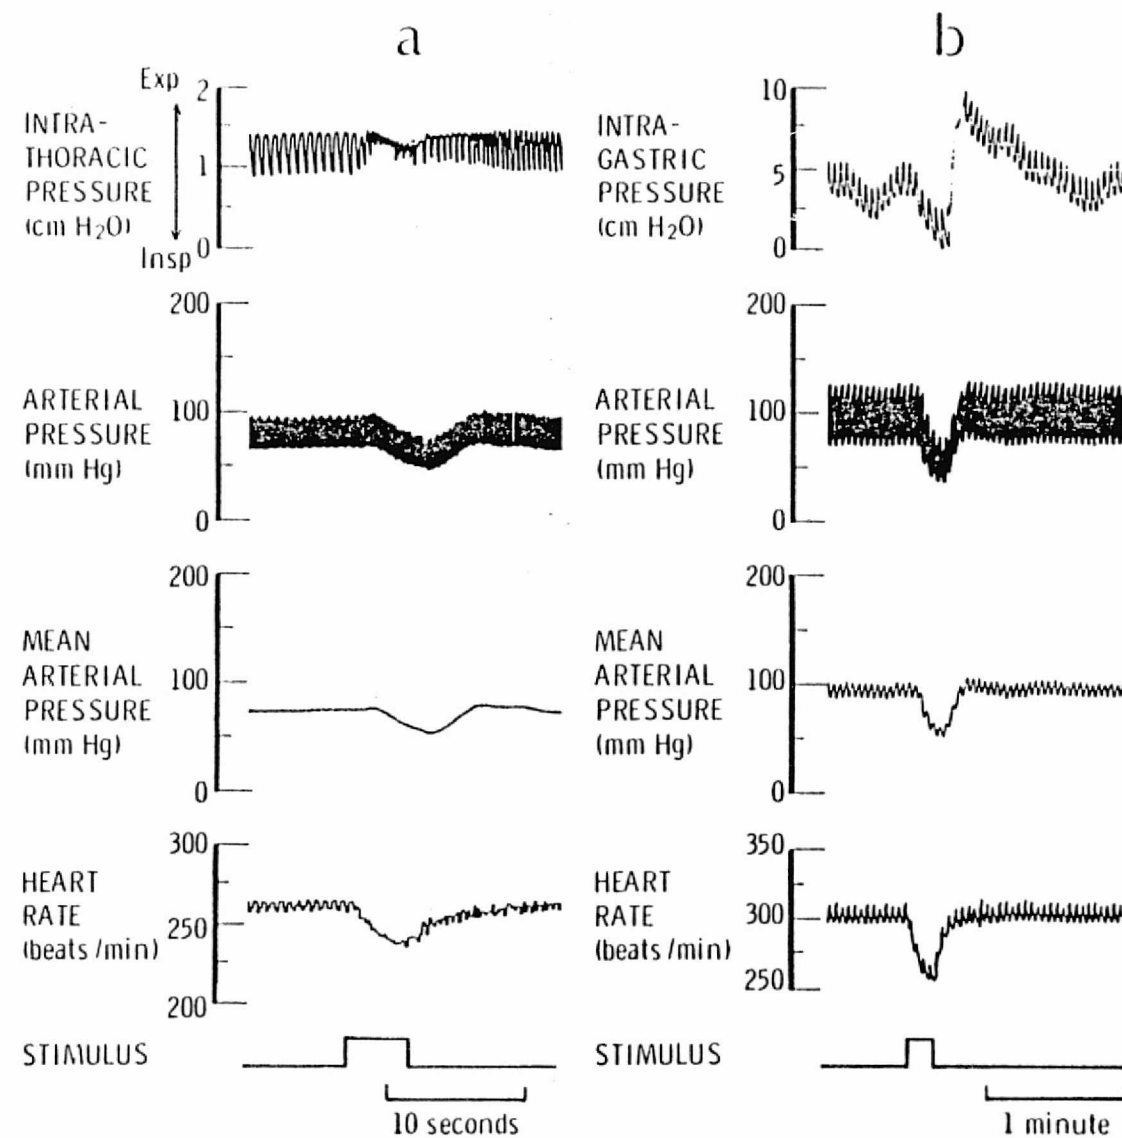 a
Exp
2
INTRA-
THORACIC
PRESSURE
(cm H₂O)
1
0
Insp
200
ARTERIAL
PRESSURE
(mm Hg)
100
0
200
MEAN
ARTERIAL
PRESSURE
(mm Hg)
100
0
300
HEART
RATE
(beats/min)
250
200
STIMULUS
10 seconds
b
10
INTRA-
GASTRIC
PRESSURE
(cm H₂O)
5
0
200
ARTERIAL
PRESSURE
(mm Hg)
100
0
200
MEAN
ARTERIAL
PRESSURE
(mm Hg)
100
0
350
HEART
RATE
(beats/min)
300
250
STIMULUS
1 minute